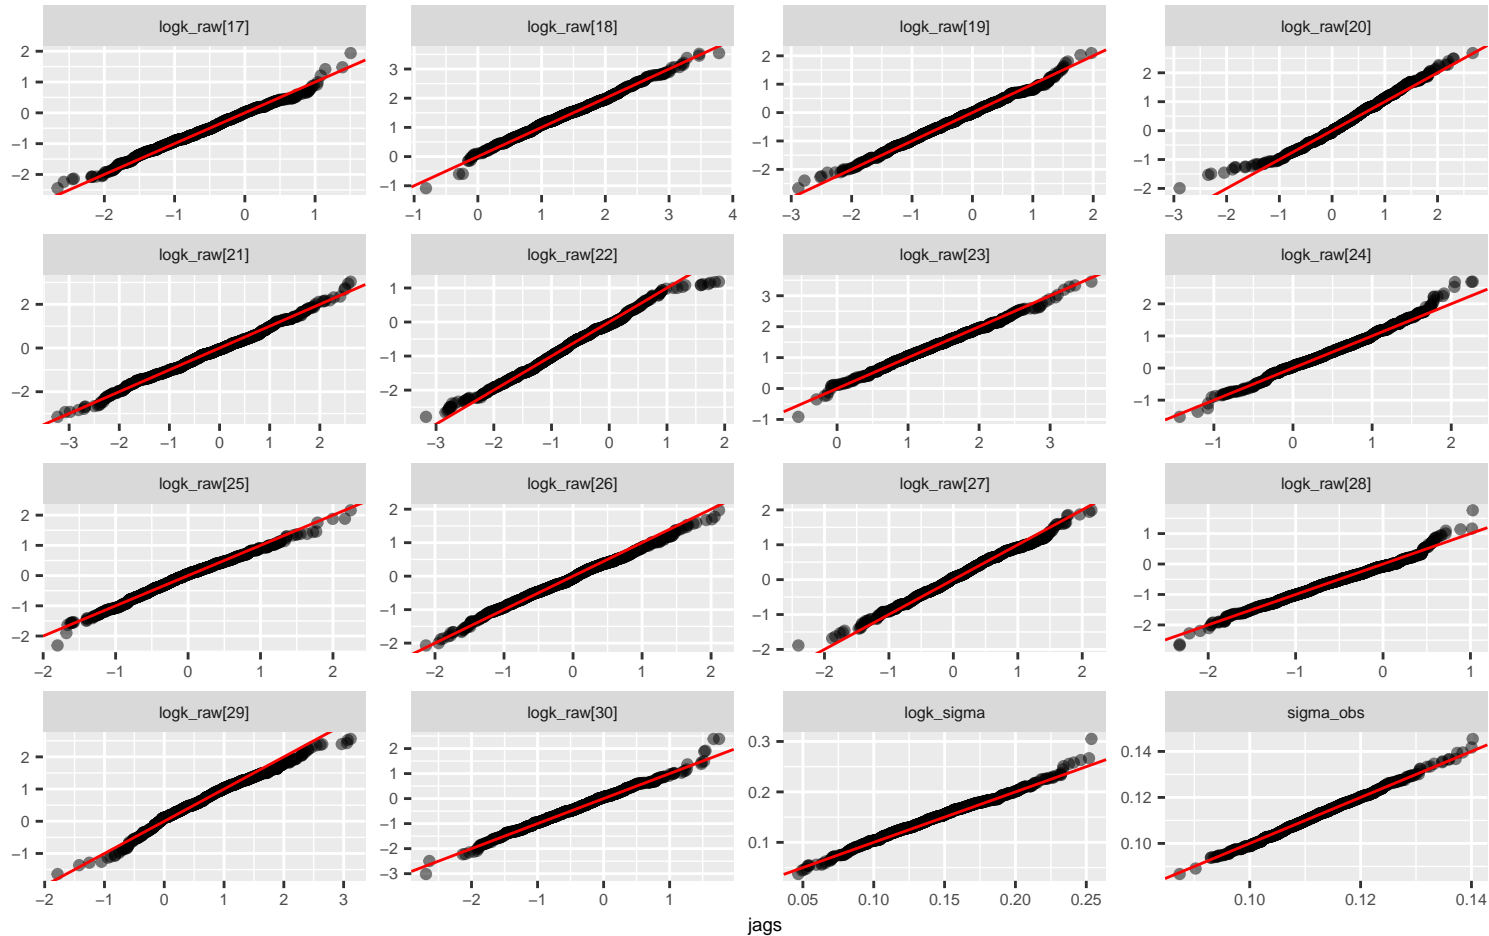 logk_raw[17] logk_raw[18] logk_raw[19] logk_raw[20]
2 1 0 −1 −2
3 2 1 0 −1
2 1 0 −1 −2
2 1 0 −1 −2
−2 −1 0 1
−1 0 1 2 3 4
−3 −2 −1 0 1 2
−3 −2 −1 0 1 2
logk_raw[21] logk_raw[22] logk_raw[23] logk_raw[24]
2 0 −2
1 0 −1 −2
3 2 1 0 −1
2 1 0 −1
−3 −2 −1 0 1 2
−3 −2 −1 0 1
0 1 2 3
−1 0 1 2
logk_raw[25] logk_raw[26] logk_raw[27] logk_raw[28]
2 1 0 −1 −2
2 1 0 −1 −2
2 1 0 −1 −2
1 0 −1 −2
−2 −1 0 1 2
−2 −1 0 1 2
−2 −1 0 1 2
−2 −1 0 1
logk_raw[29] logk_raw[30] logk_sigma sigma_obs
2 1 0 −1
2 1 0 −1 −2 −3
0.3 0.2 0.1
0.14 0.12 0.10
−2 −1 0 1 2 3
−2 −1 0 1
0.05 0.10 0.15 0.20 0.25
0.10 0.12 0.14
jags